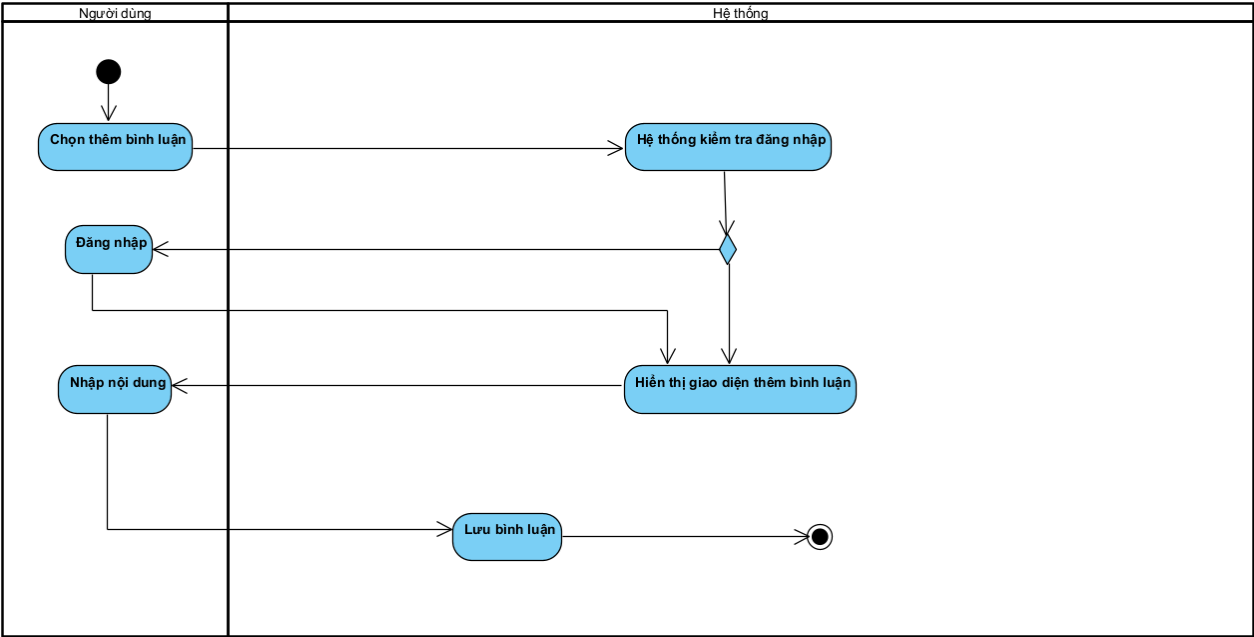 Người dùng
Hệ thống
Chọn thêm bình luận
Hệ thống kiểm tra đăng nhập
Đăng nhập
Nhập nội dung
Hiển thị giao diện thêm bình luận
Lưu bình luận